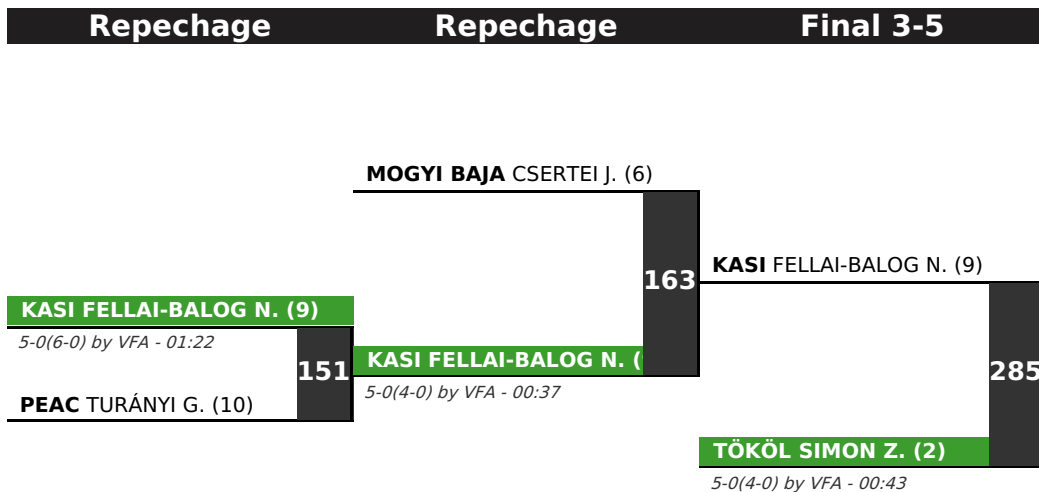 Repechage Repechage Final 3-5
MOGYI BAJA CSERTEI J. (6)
163
KASI FELLAI-BALOG N. (9)
KASI FELLAI-BALOG N. (9)
5-0(6-0) by VFA - 01:22
151
KASI FELLAI-BALOG N. (
285
5-0(4-0) by VFA - 00:37
PEAC TURÁNYI G. (10)
TÖKÖL SIMON Z. (2)
5-0(4-0) by VFA - 00:43